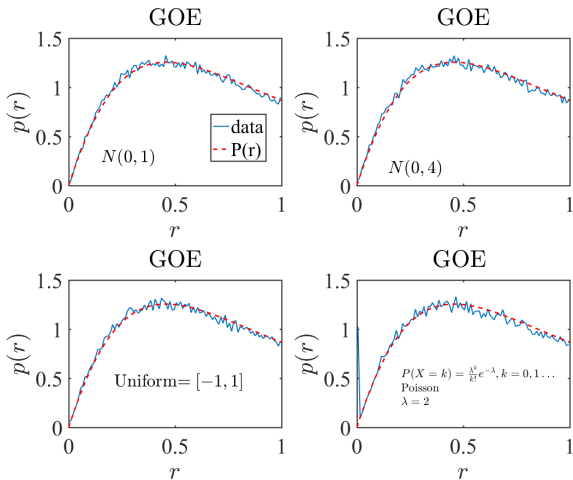 GOE
1.5
1
0.5
0
p(r)
N(0, 1)
data
P(r)
0 0.5 1
r
GOE
1.5
1
0.5
0
p(r)
N(0, 4)
0 0.5 1
r
GOE
1.5
1
0.5
0
p(r)
Uniform= [−1, 1]
0 0.5 1
r
GOE
1.5
1
0.5
0
p(r)
P(X = k) = \frac{λ^k}{k!} e^{−λ}, k = 0, 1 . . .
Poisson
λ = 2
0 0.5 1
r